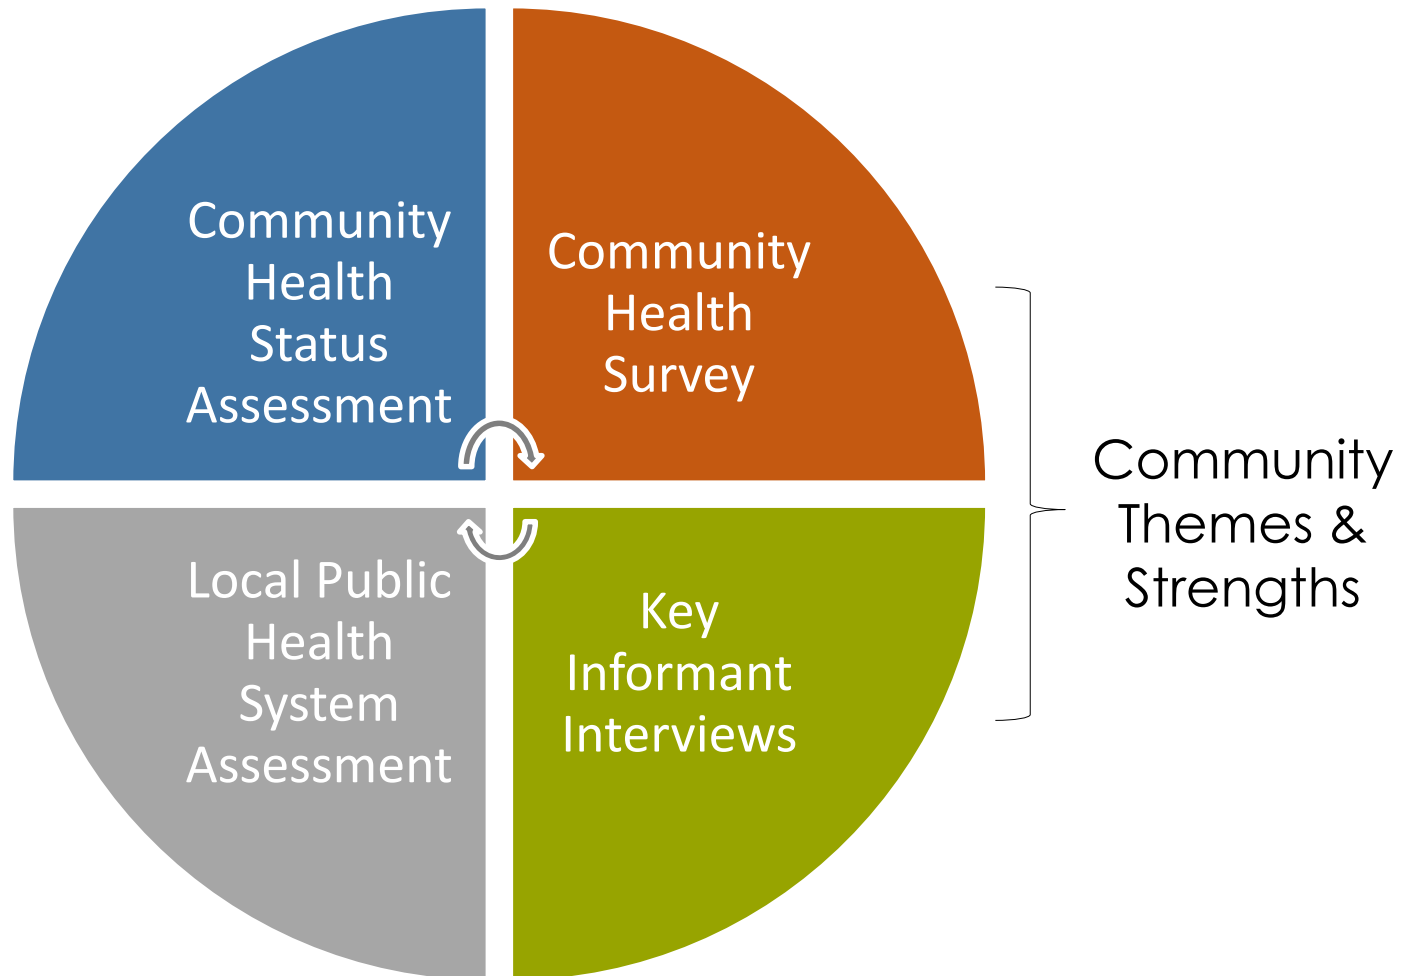 Community
Health
Status
Assessment
Community
Health
Survey
Local Public
Health
System
Assessment
Key
Informant
Interviews
Community
Themes &
Strengths